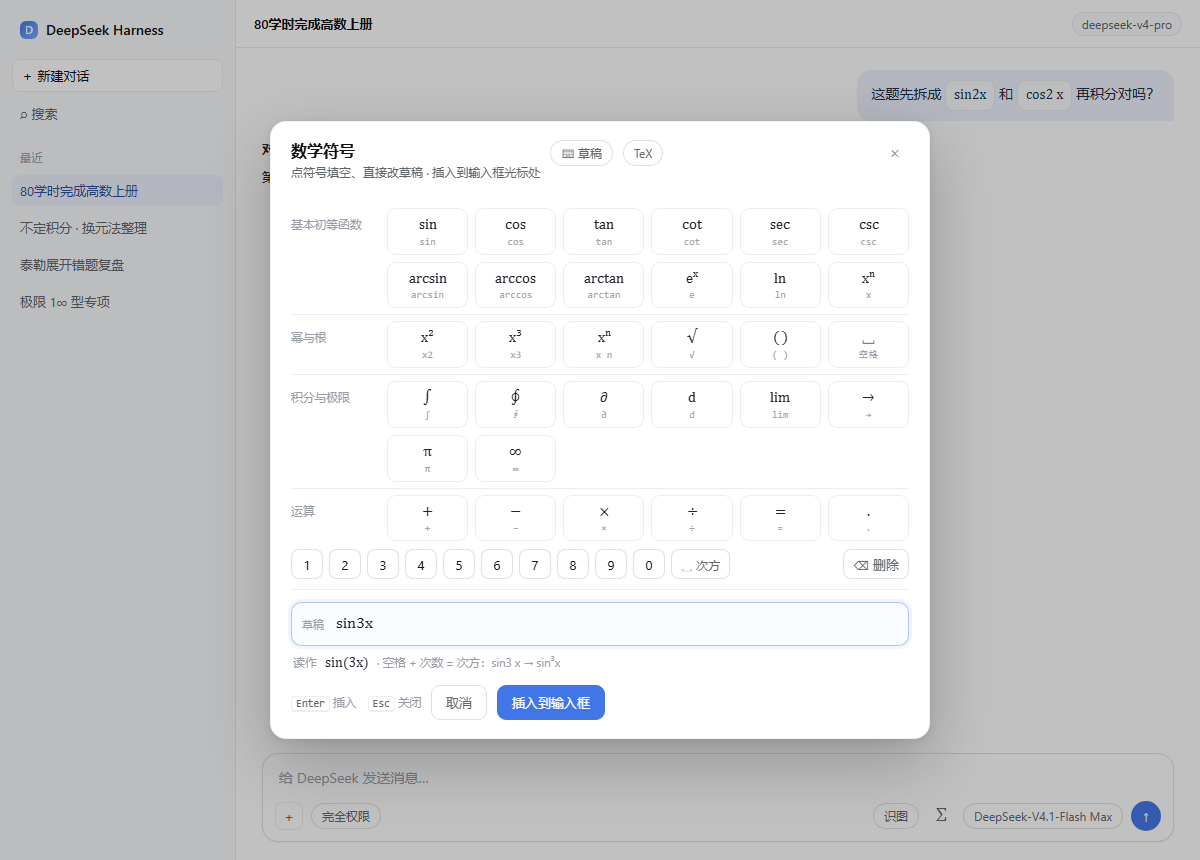 D DeepSeek Harness
80学时完成高数上册
deepseek-v4-pro
+ 新建对话
搜索
最近
80学时完成高数上册
不定积分 · 换元法整理
泰勒展开错题复盘
极限 1∞ 型专项
这题先拆成 sin2x 和 cos2 x 再积分对吗?
数学符号
草稿
TeX
×
点符号填空、直接改草稿 · 插入到输入框光标处
基本初等函数
sin cos tan cot sec csc
sin cos tan cot sec csc
arcsin arccos arctan eˣ ln xⁿ
arcsin arccos arctan e ln x
幂与根
x² x³ xⁿ √ ( ) ⎵
x2 x3 x n √ ( ) 空格
积分与极限
∫ ∮ ∂ d lim →
∫ ∮ ∂ d lim →
π ∞
π ∞
运算
+ − × ÷ = .
+ − × ÷ = .
1 2 3 4 5 6 7 8 9 0 ⎵ 次方 ⌫ 删除
草稿 sin3x
读作 sin(3x) · 空格 + 次数 = 次方: sin3 x → sin³x
Enter 插入 Esc 关闭 取消 插入到输入框
给 DeepSeek 发送消息...
+ 完全权限 识图 Σ DeepSeek-V4.1-Flash Max ↑